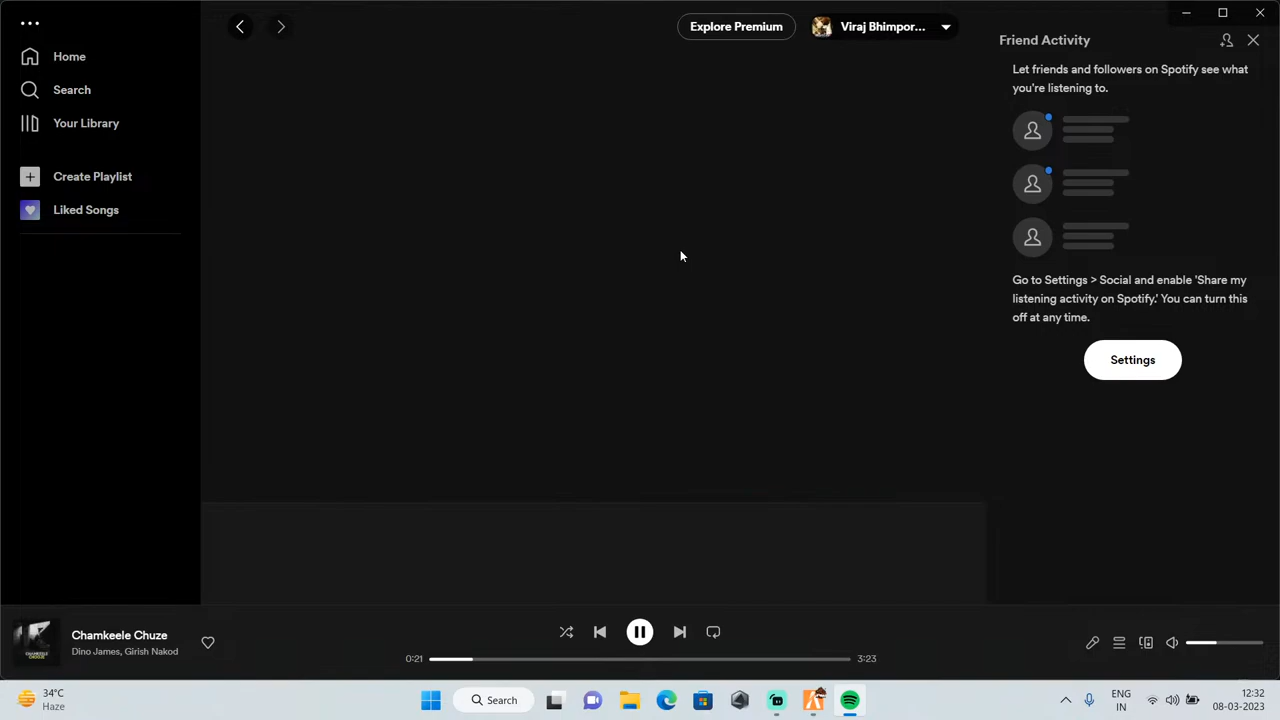 Explore Premium
Viraj Bhimpor...
Home
Search
Your Library
Create Playlist
Liked Songs
Friend Activity
Let friends and followers on Spotify see what
you're listening to.
Go to Settings > Social and enable 'Share my
listening activity on Spotify.' You can turn this
off at any time.
Settings
Chamkeele Chuze
Dino James, Girish Nakod
0:21
3:23
34°C
Haze
Search
ENG
IN
12:32
08-03-2023